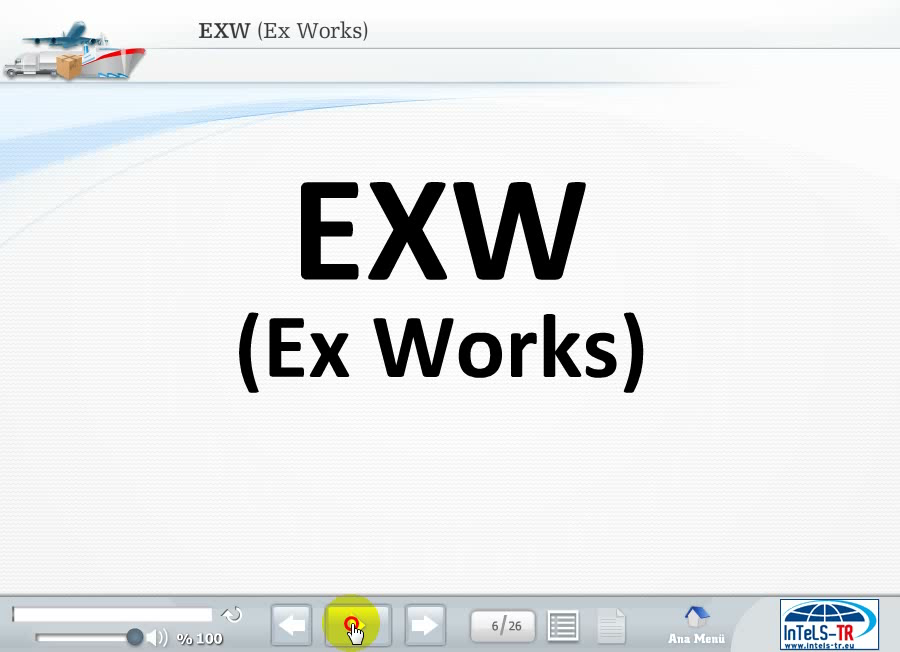 EXW (Ex Works)
EXW
(Ex Works)
% 100
6 / 26
Ana Menü
InTeLS-TR
www.intels-tr.eu